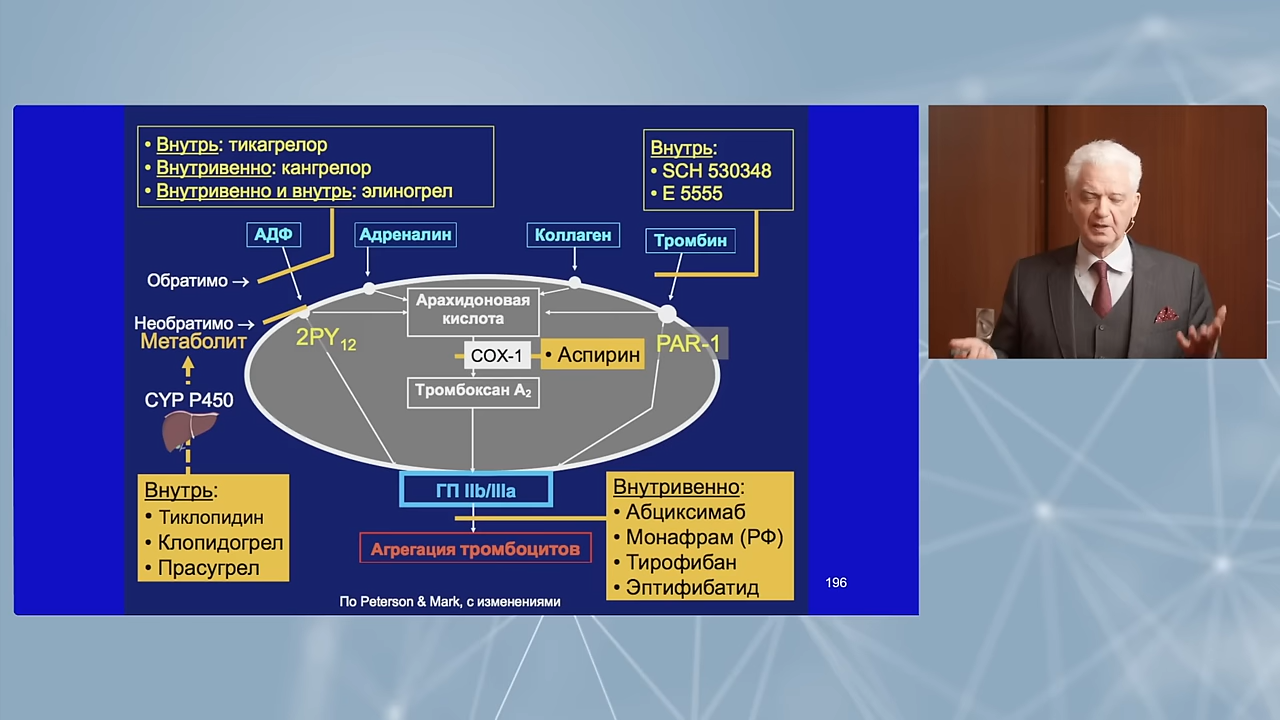 • Внутрь: тикагрелор
• Внутривенно: кангрелор
• Внутривенно и внутрь: элиногрел
Внутрь:
• SCH 530348
• E 5555
АДФ
Адреналин
Коллаген
Тромбин
Обратимо →
Необратимо →
Метаболит
CYP P450
2PY12
Арахидоновая
кислота
COX-1
• Аспирин
PAR-1
Тромбоксан A2
Внутрь:
• Тиклопидин
• Клопидогрел
• Прасугрел
ГП IIb/IIIa
Агрегация тромбоцитов
Внутривенно:
• Абциксимаб
• Монафрам (РФ)
• Тирофибан
• Эптифибатид
По Peterson & Mark, с изменениями
196